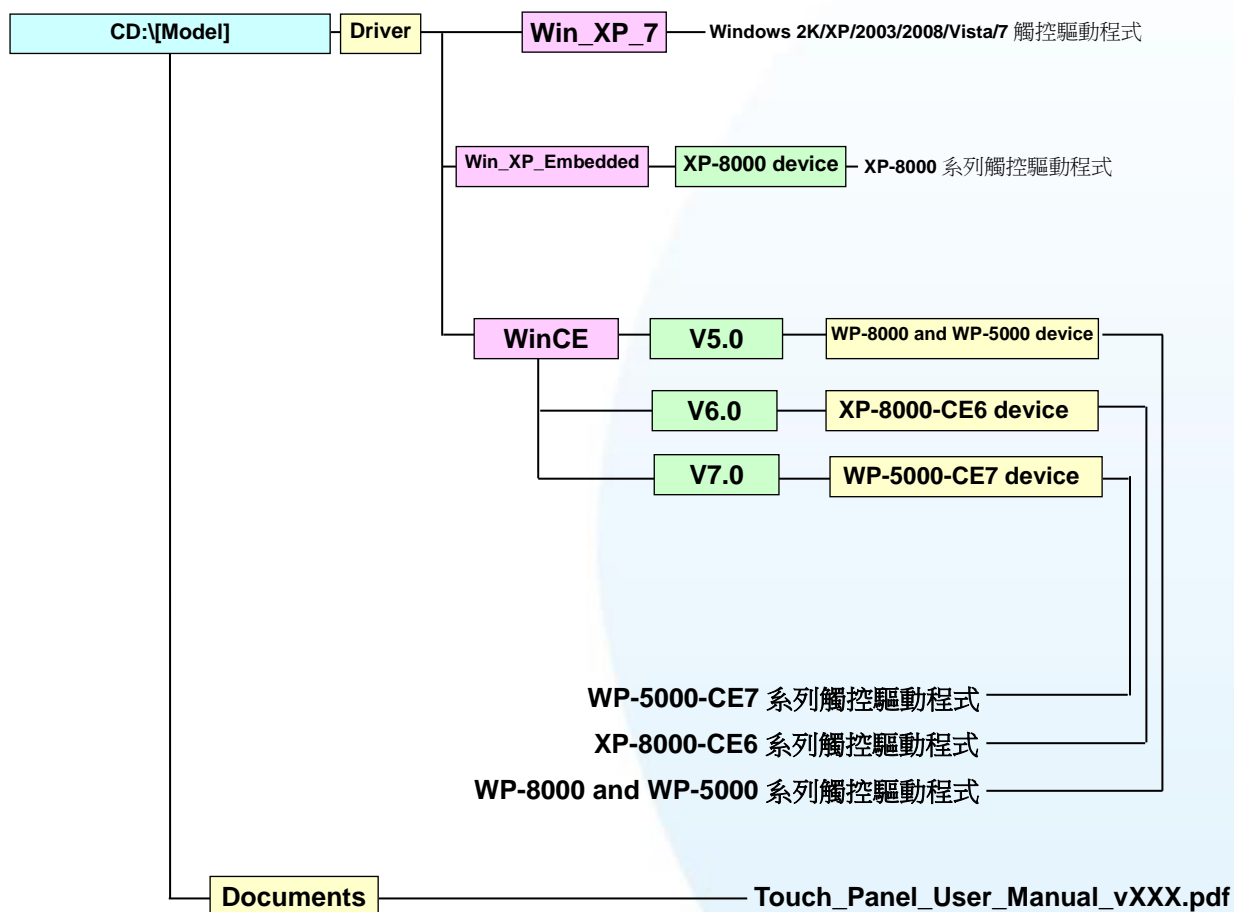 CD:\[Model]
Driver
Win_XP_7
Windows 2K/XP/2003/2008/Vista/7 觸控驅動程式
Win_XP_Embedded
XP-8000 device
XP-8000 系列觸控驅動程式
WinCE
V5.0
WP-8000 and WP-5000 device
V6.0
XP-8000-CE6 device
V7.0
WP-5000-CE7 device
WP-5000-CE7 系列觸控驅動程式
XP-8000-CE6 系列觸控驅動程式
WP-8000 and WP-5000 系列觸控驅動程式
Documents
Touch_Panel_User_Manual_vXXX.pdf